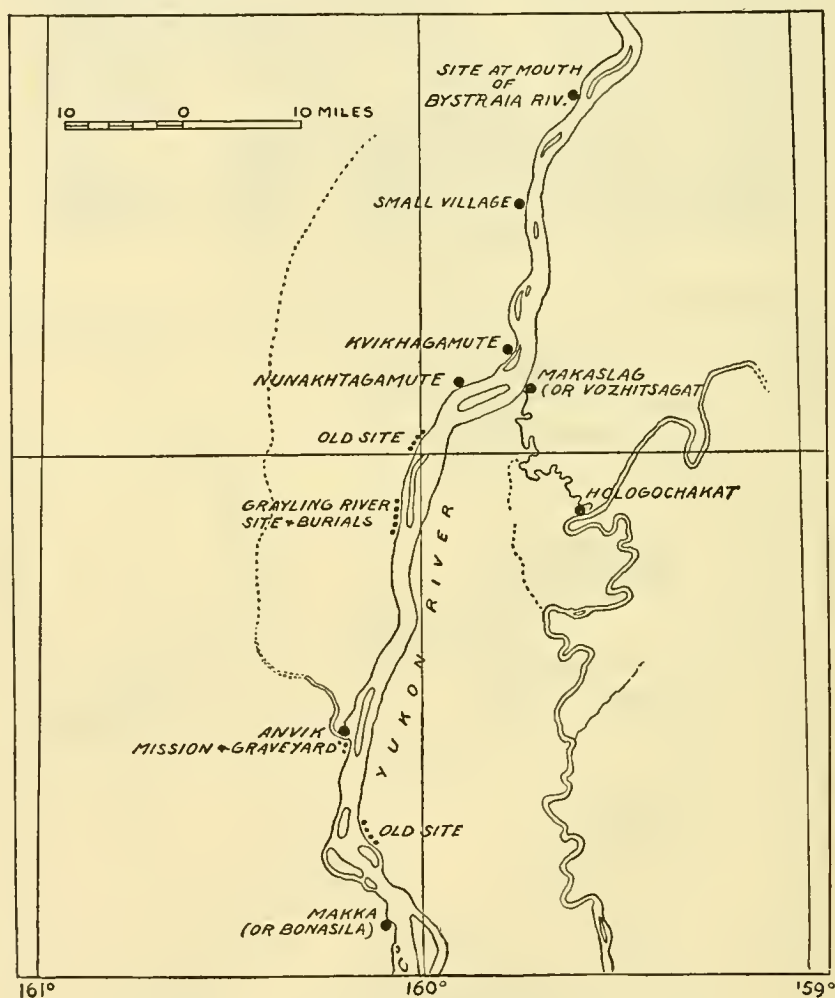 SITE AT MOUTH
OF
BYSTRAIA RIV.
10 0 10 MILES
SMALL VILLAGE
KVIKHAGAMUTE
NUNAKHTAGAMUTE
MAKASLAG
(OR VOZHITSAGAT
OLD SITE
GRAYLING RIVER
SITE & BURIALS
HOLOGOCHAKAT
YUKON RIVER
ANVIK
MISSION & GRAVEYARD
OLD SITE
MAKKA
(OR BONASILA)
161° 160° 159°